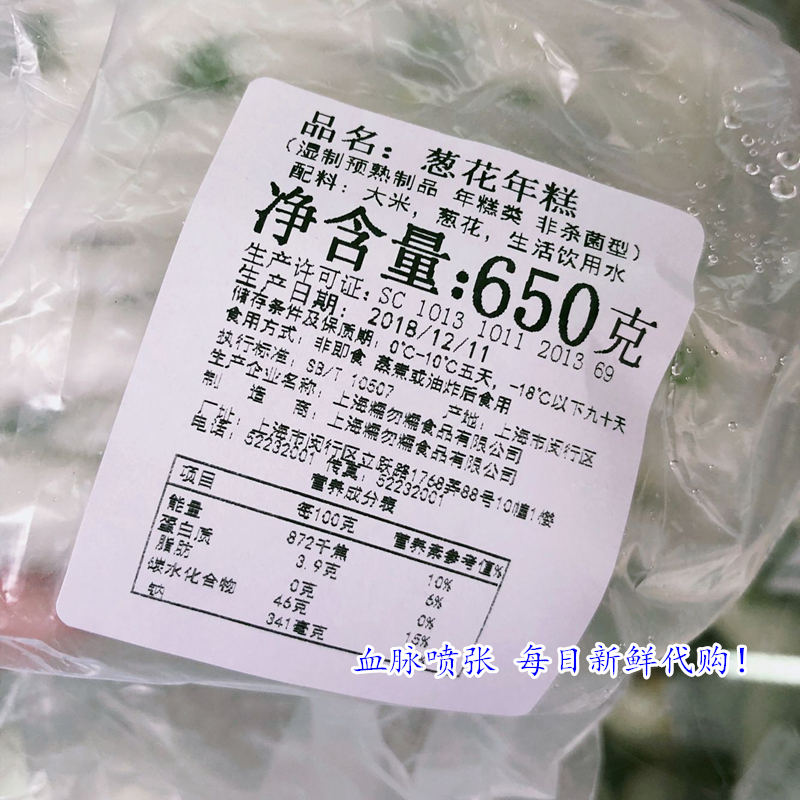 品名：葱花年糕
（湿制预熟制品 年糕类 非杀菌型）
配料：大米，葱花，生活饮用水
净含量:650克
生产许可证：SC 1013 1011 2013 69
生产日期：2018/12/11
储存条件及保质期：0℃-10℃五天，-18℃以下九十天
食用方式：非即食 蒸煮或油炸后食用
执行标准：SB/T 10507 产地：上海市闵行区
生产企业名称：上海糯勿糯食品有限公司
制造商：上海糯勿糯食品有限公司
厂址：上海市闵行区立跃路1768弄88号10幢1楼
电话：52232001 传真：52232001
营养成分表
项目 每100克 营养素参考值%
能量 872千焦 10%
蛋白质 3.9克 6%
脂肪 0克 0%
碳水化合物 46克 15%
钠 341毫克
血脉喷张 每日新鲜代购！